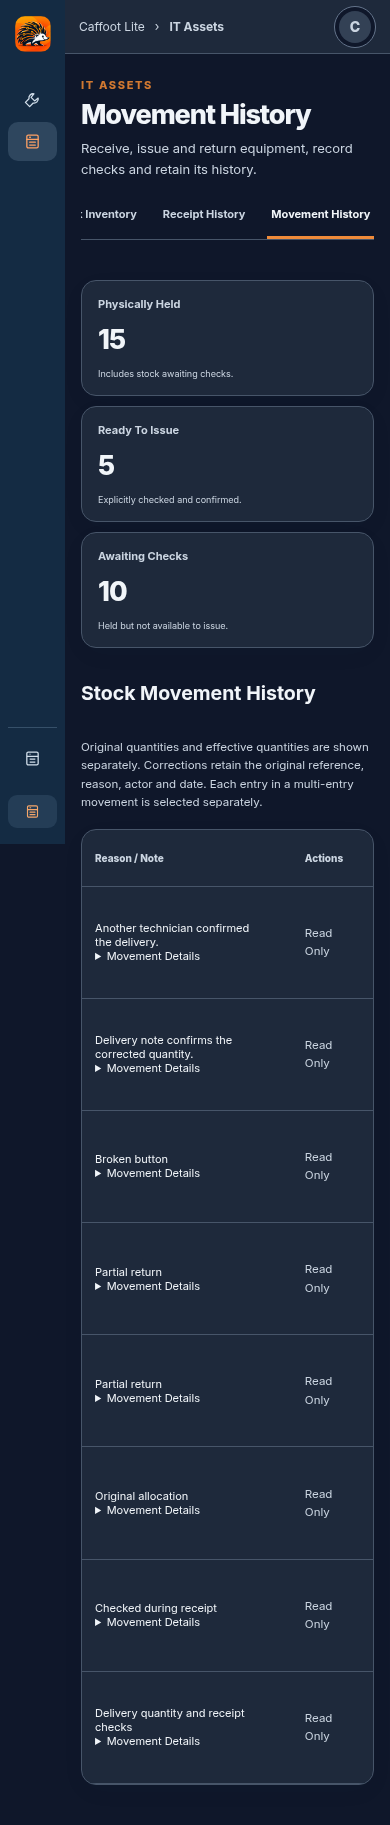 Caffoot Lite › IT Assets
C
IT ASSETS
Movement History
Receive, issue and return equipment, record
checks and retain its history.
Inventory Receipt History Movement History
Physically Held
15
Includes stock awaiting checks.
Ready To Issue
5
Explicitly checked and confirmed.
Awaiting Checks
10
Held but not available to issue.
Stock Movement History
Original quantities and effective quantities are shown
separately. Corrections retain the original reference,
reason, actor and date. Each entry in a multi-entry
movement is selected separately.
Reason / Note Actions
Another technician confirmed
the delivery.
▶ Movement Details
Read
Only
Delivery note confirms the
corrected quantity.
▶ Movement Details
Read
Only
Broken button
▶ Movement Details
Read
Only
Partial return
▶ Movement Details
Read
Only
Partial return
▶ Movement Details
Read
Only
Original allocation
▶ Movement Details
Read
Only
Checked during receipt
▶ Movement Details
Read
Only
Delivery quantity and receipt
checks
▶ Movement Details
Read
Only